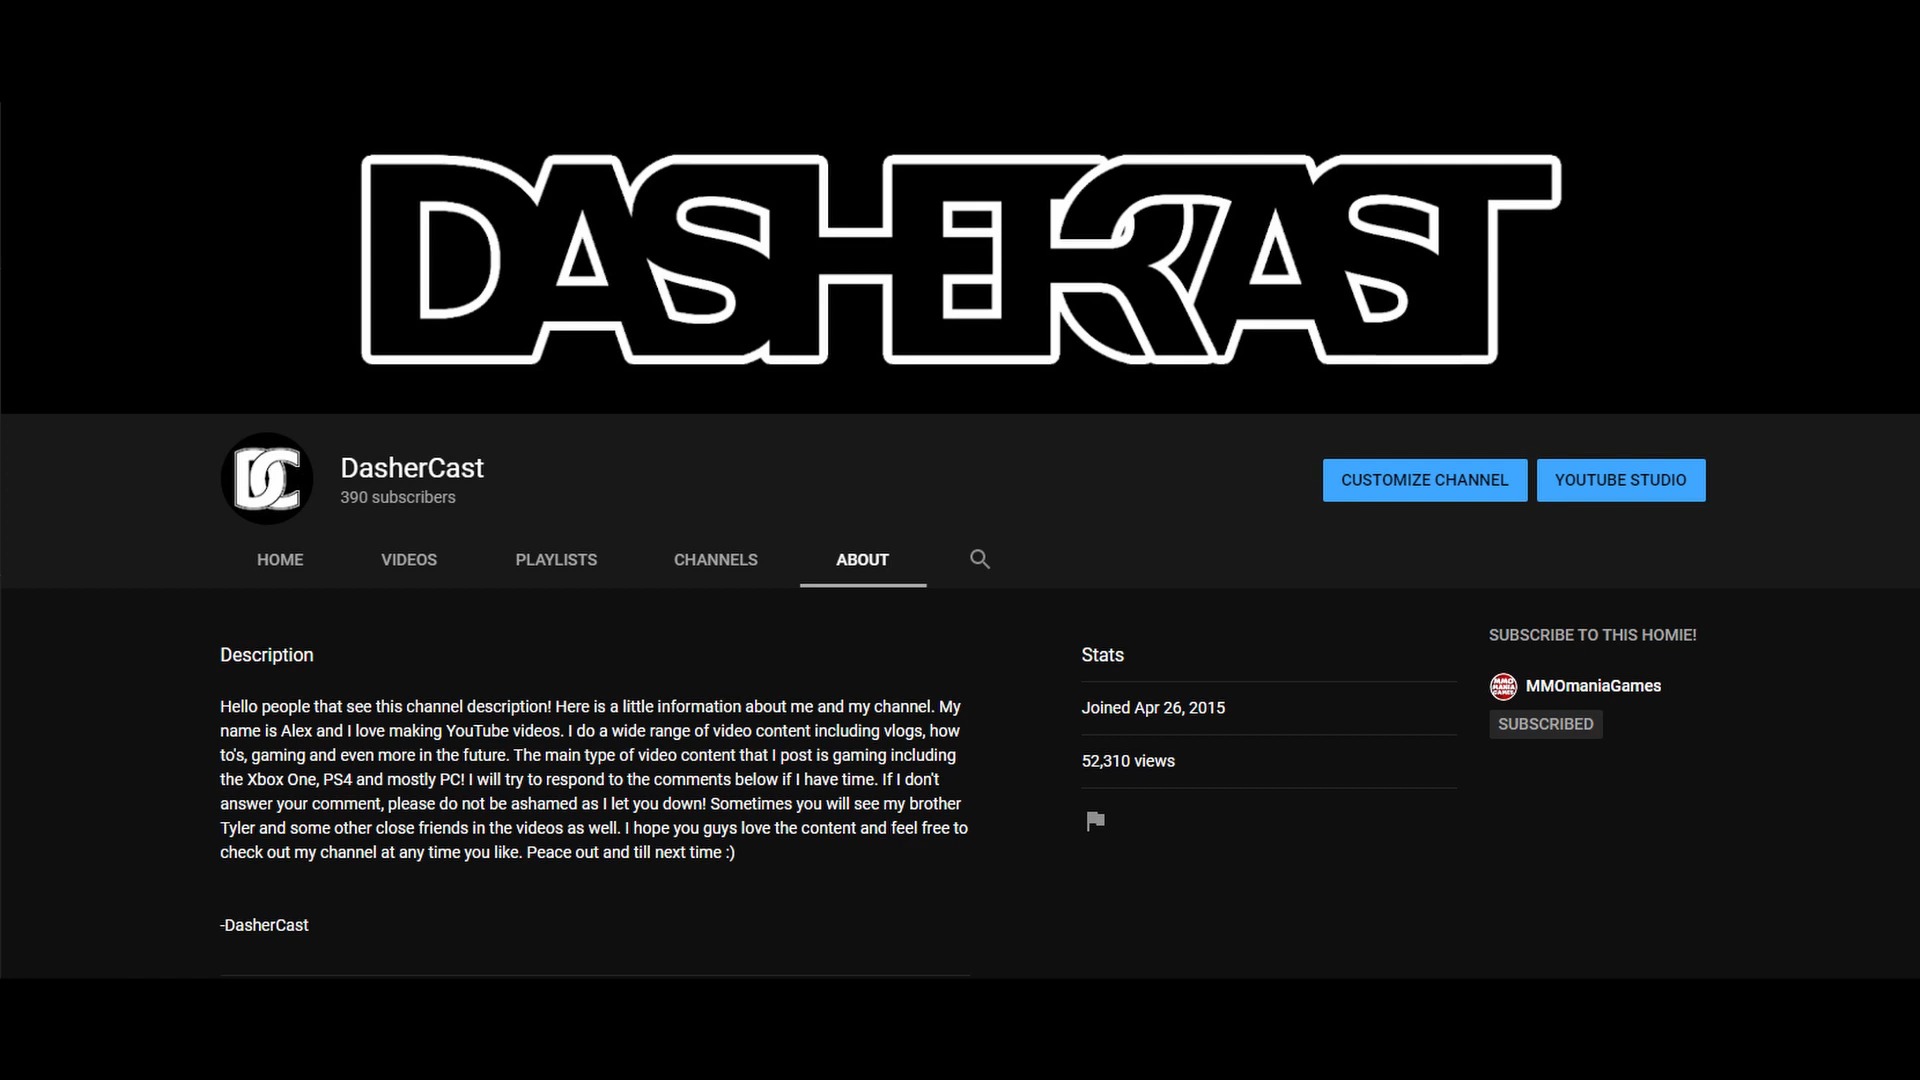 DASHERCAST
DC
DasherCast
390 subscribers
CUSTOMIZE CHANNEL
YOUTUBE STUDIO
HOME
VIDEOS
PLAYLISTS
CHANNELS
ABOUT
Description
Hello people that see this channel description! Here is a little information about me and my channel. My
name is Alex and I love making YouTube videos. I do a wide range of video content including vlogs, how
to's, gaming and even more in the future. The main type of video content that I post is gaming including
the Xbox One, PS4 and mostly PC! I will try to respond to the comments below if I have time. If I don't
answer your comment, please do not be ashamed as I let you down! Sometimes you will see my brother
Tyler and some other close friends in the videos as well. I hope you guys love the content and feel free to
check out my channel at any time you like. Peace out and till next time :)
-DasherCast
Stats
Joined Apr 26, 2015
52,310 views
SUBSCRIBE TO THIS HOMIE!
MMO
MANIA
GAMES
MMOmaniaGames
SUBSCRIBED